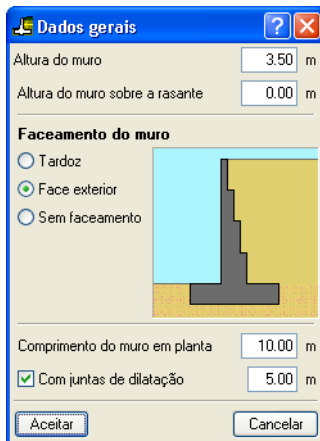 Dados gerais
Altura do muro 3.50 m
Altura do muro sobre a rasante 0.00 m
Faceamento do muro
Tardoz
Face exterior
Sem faceamento
Comprimento do muro em planta 10.00 m
Com juntas de dilatação 5.00 m
Aceitar Cancelar